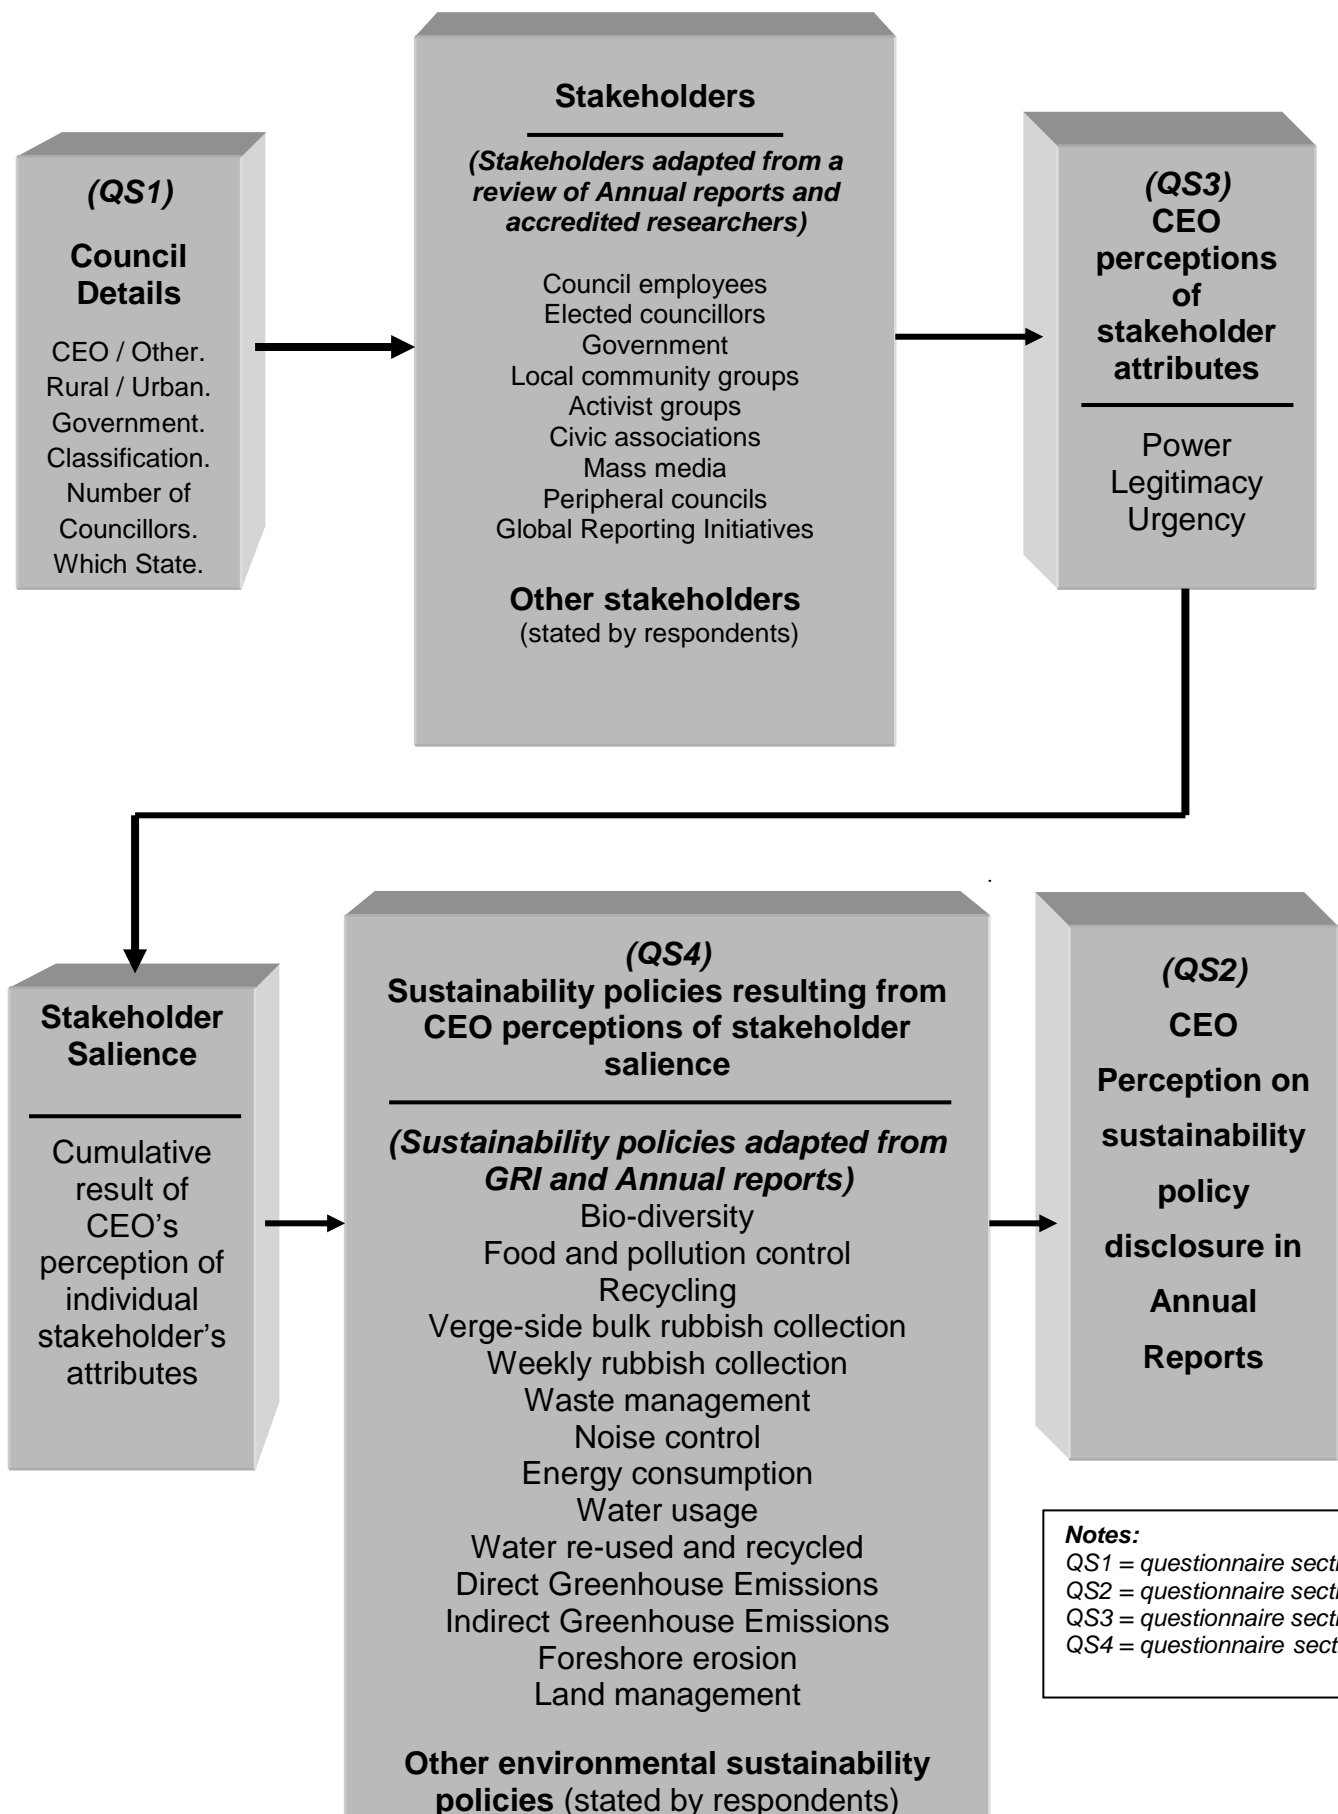 (QS1)
Council
Details
CEO / Other.
Rural / Urban.
Government.
Classification.
Number of
Councillors.
Which State.
Stakeholders
(Stakeholders adapted from a
review of Annual reports and
accredited researchers)
Council employees
Elected councillors
Government
Local community groups
Activist groups
Civic associations
Mass media
Peripheral councils
Global Reporting Initiatives
Other stakeholders
(stated by respondents)
(QS3)
CEO
perceptions
of
stakeholder
attributes
Power
Legitimacy
Urgency
Stakeholder
Salience
Cumulative
result of
CEO’s
perception of
individual
stakeholder’s
attributes
(QS4)
Sustainability policies resulting from
CEO perceptions of stakeholder
salience
(Sustainability policies adapted from
GRI and Annual reports)
Bio-diversity
Food and pollution control
Recycling
Verge-side bulk rubbish collection
Weekly rubbish collection
Waste management
Noise control
Energy consumption
Water usage
Water re-used and recycled
Direct Greenhouse Emissions
Indirect Greenhouse Emissions
Foreshore erosion
Land management
Other environmental sustainability
policies (stated by respondents)
(QS2)
CEO
Perception on
sustainability
policy
disclosure in
Annual
Reports
Notes:
QS1 = questionnaire
QS2 = questionnaire
QS3 = questionnaire
QS4 = questionnaire